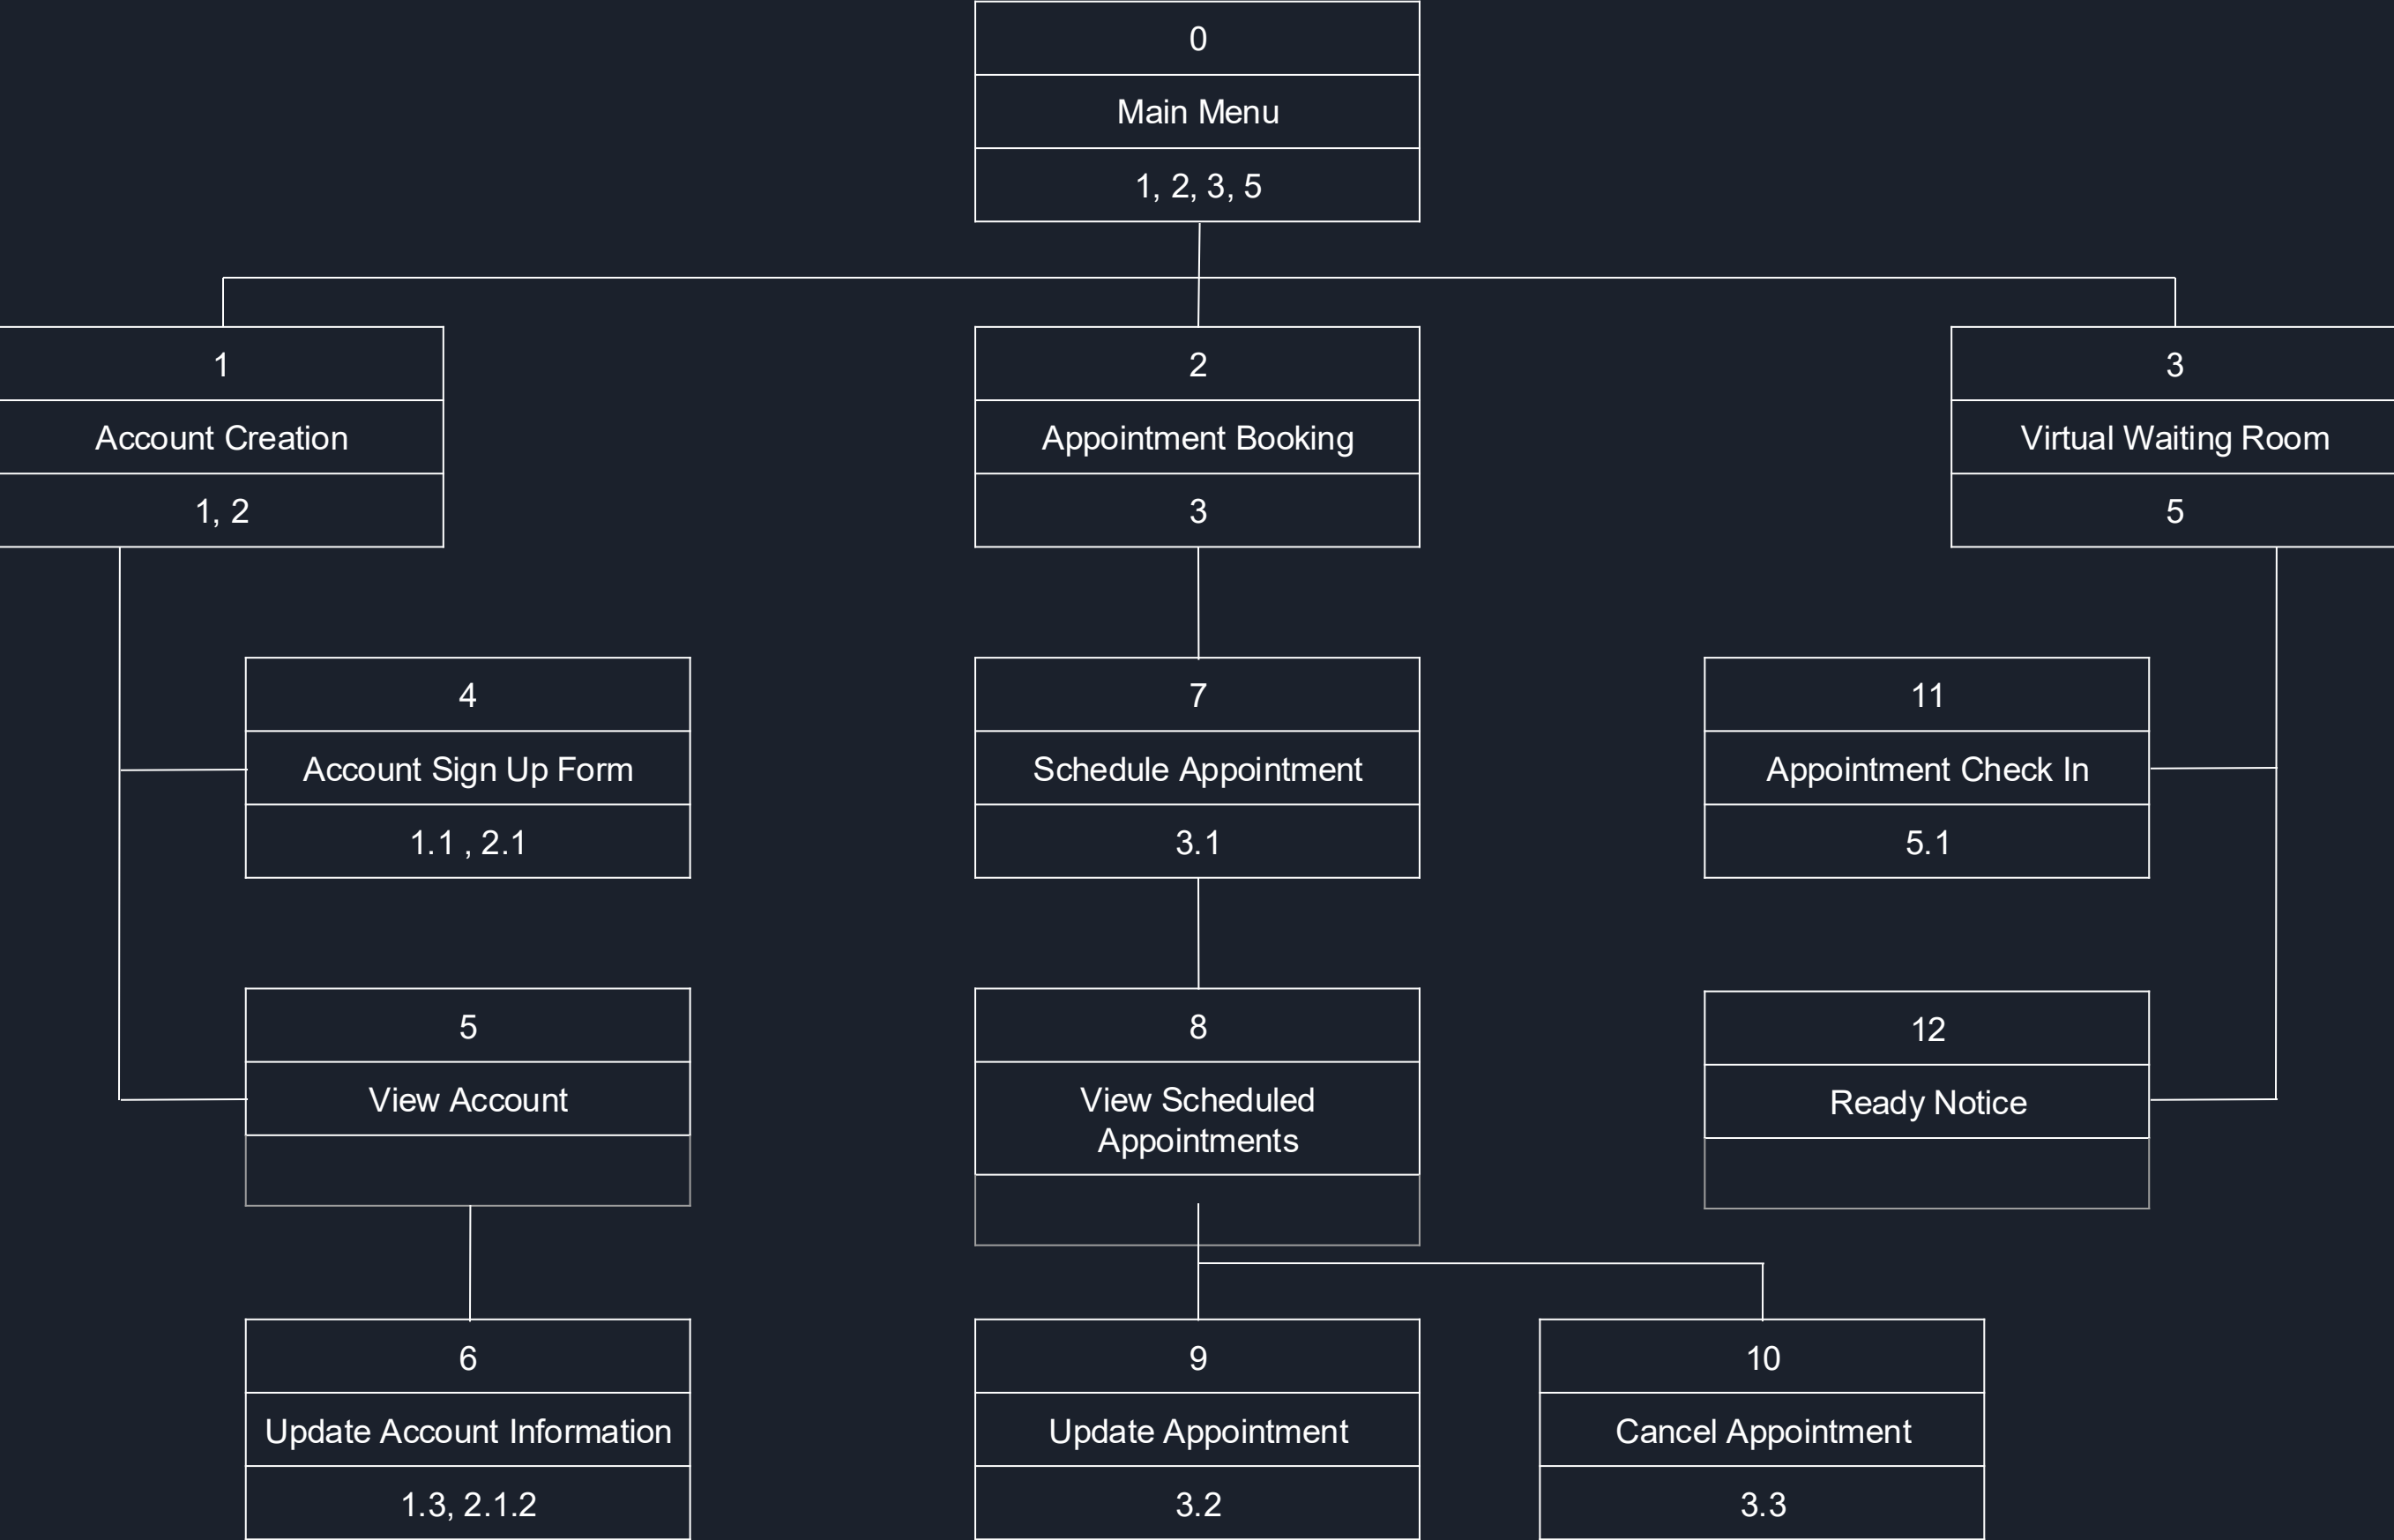 0
Main Menu
1, 2, 3, 5
1
Account Creation
1, 2
2
Appointment Booking
3
3
Virtual Waiting Room
5
4
Account Sign Up Form
1.1 , 2.1
7
Schedule Appointment
3.1
11
Appointment Check In
5.1
5
View Account
8
View Scheduled
Appointments
12
Ready Notice
6
Update Account Information
1.3, 2.1.2
9
Update Appointment
3.2
10
Cancel Appointment
3.3